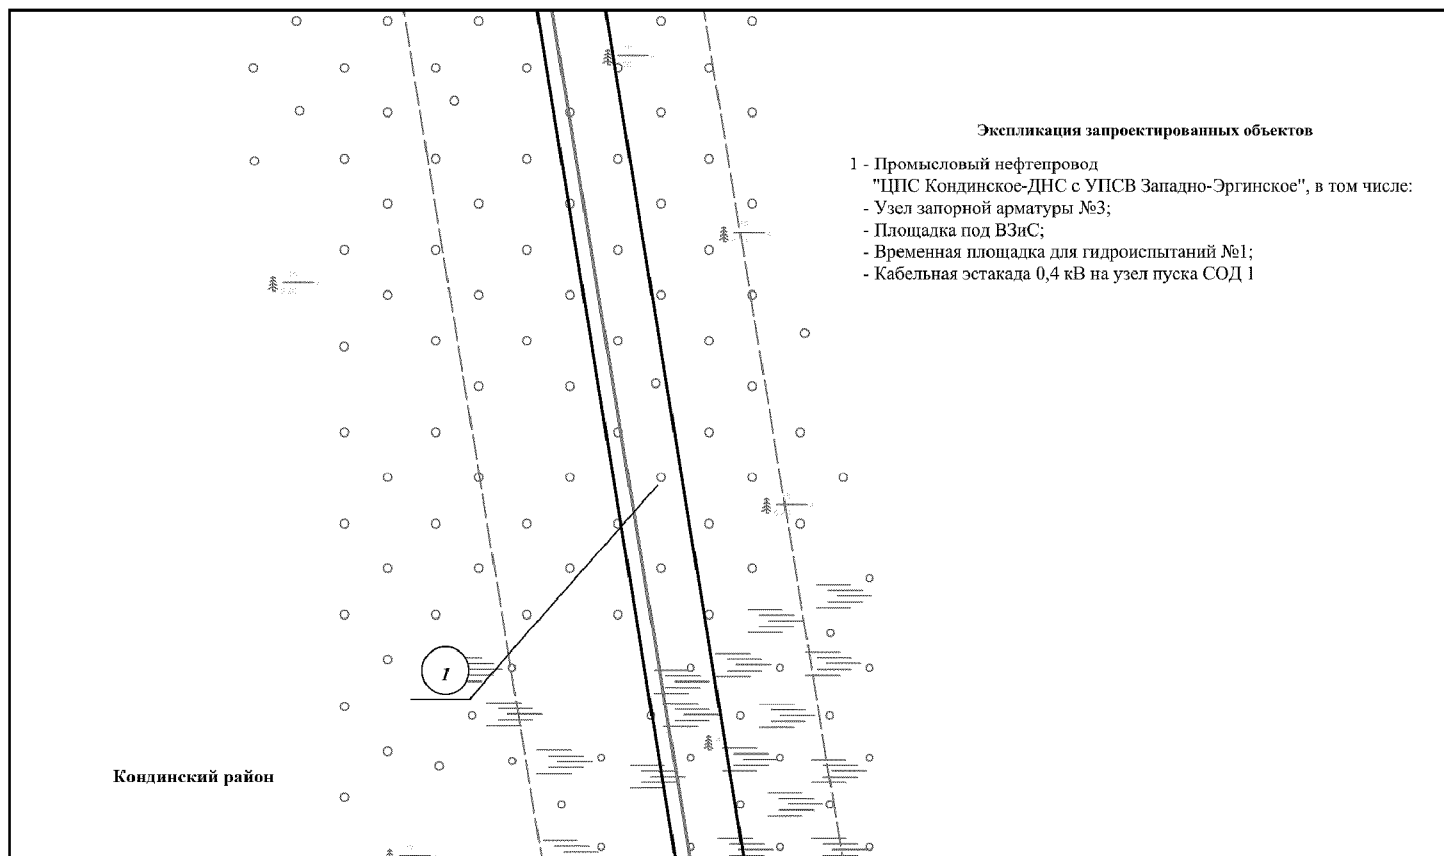 Экспликация запроектированных объектов
1 - Промысловый нефтепровод
"ЦПС Кондинское-ДНС с УПСВ Западно-Эргинское", в том числе:
- Узел запорной арматуры №3;
- Площадка под ВЗиС;
- Временная площадка для гидроиспытаний №1;
- Кабельная эстакада 0,4 кВ на узел пуска СОД 1
1
Кондинский район